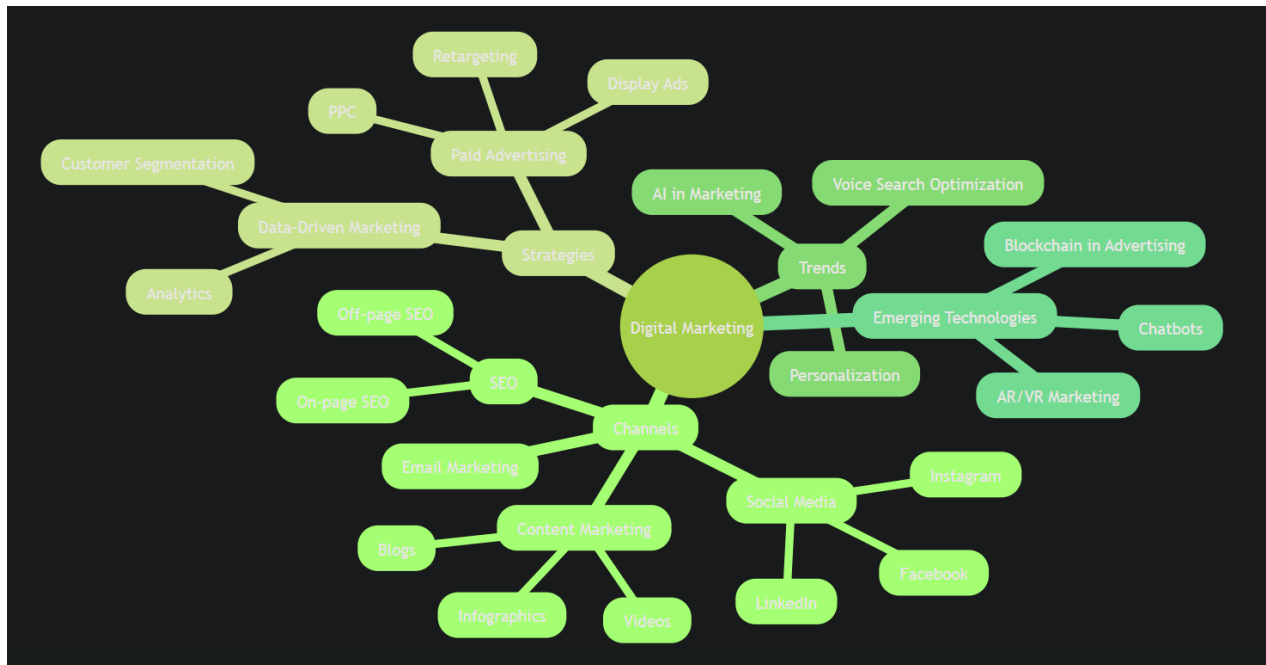 Retargeting
Display Ads
PPC
Paid Advertising
Customer Segmentation
Data-Driven Marketing
Strategies
Analytics
AI in Marketing
Voice Search Optimization
Trends
Personalization
Blockchain in Advertising
Emerging Technologies
Chatbots
AR/VR Marketing
Digital Marketing
Off-page SEO
SEO
On-page SEO
Channels
Email Marketing
Content Marketing
Blogs
Infographics
Videos
Social Media
Instagram
Facebook
LinkedIn